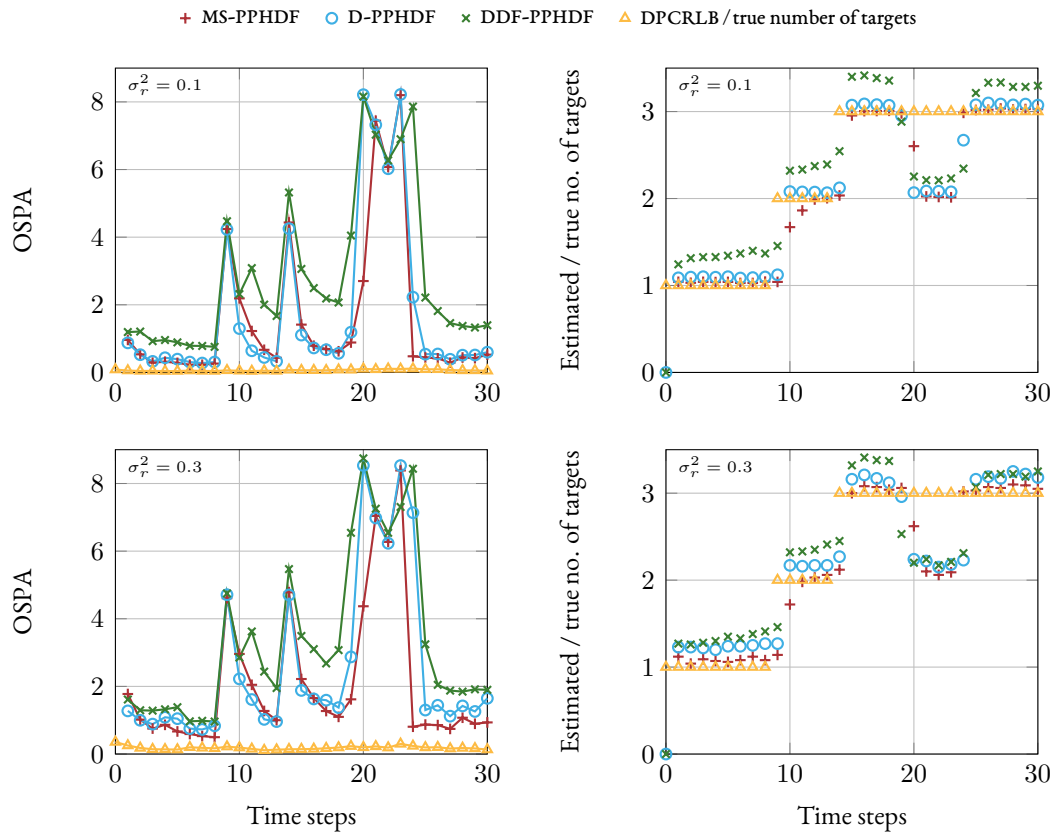 MS-PPHDF D-PPHDF DDF-PPHDF DPCRLB / true number of targets
σ_r^2 = 0.1
OSPA
8
6
4
2
0
0 10 20 30
σ_r^2 = 0.1
Estimated / true no. of targets
3
2
1
0
0 10 20 30
σ_r^2 = 0.3
OSPA
8
6
4
2
0
0 10 20 30
Time steps
σ_r^2 = 0.3
Estimated / true no. of targets
3
2
1
0
0 10 20 30
Time steps